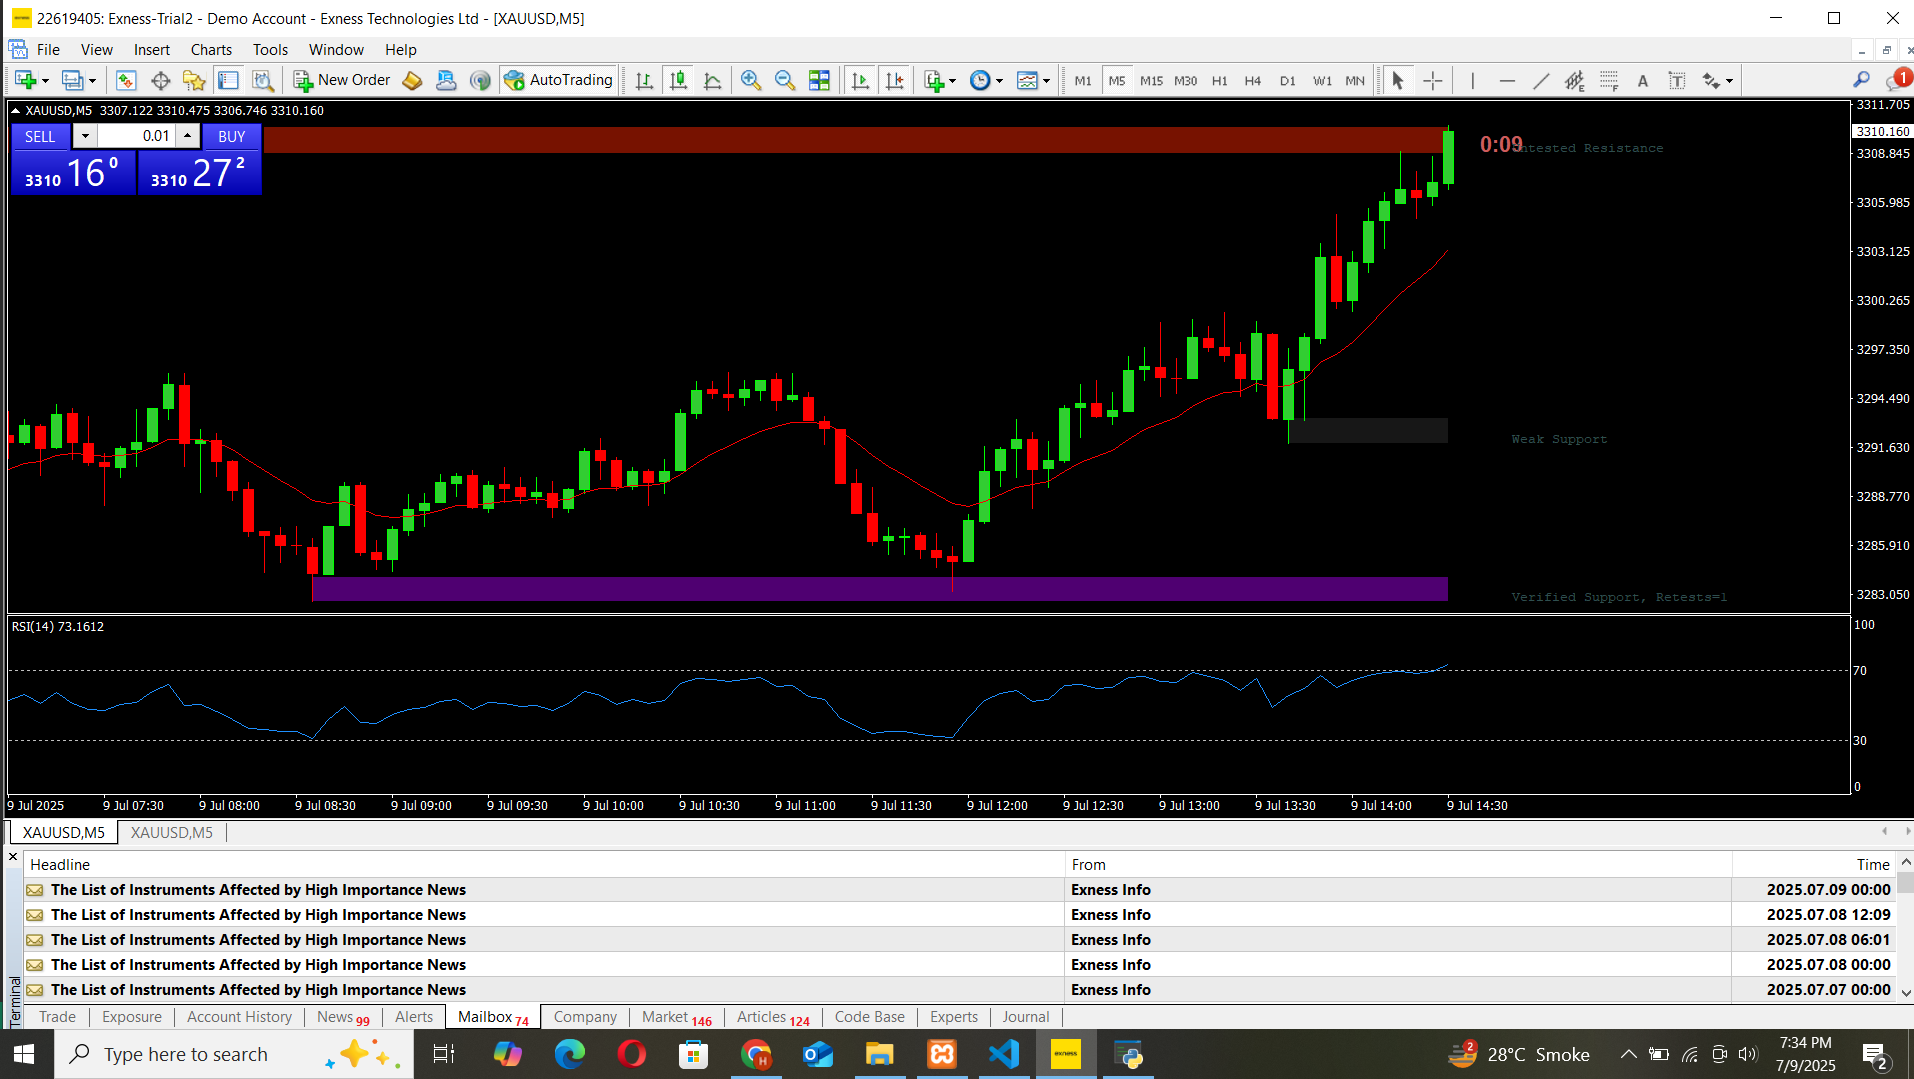 22619405: Exness-Trial2 - Demo Account - Exness Technologies Ltd - [XAUUSD,M5]
File View Insert Charts Tools Window Help
New Order AutoTrading M1 M5 M15 M30 H1 H4 D1 W1 MN A T 1
XAUUSD,M5 3307.122 3310.475 3306.746 3310.160
SELL 0.01 BUY
3310 16 0 3310 27 2
0:09
ntested Resistance
Weak Support
Verified Support, Retests=1
3311.705
3310.160
3308.845
3305.985
3303.125
3300.265
3297.350
3294.490
3291.630
3288.770
3285.910
3283.050
RSI(14) 73.1612
100
70
30
0
9 Jul 2025 9 Jul 07:30 9 Jul 08:00 9 Jul 08:30 9 Jul 09:00 9 Jul 09:30 9 Jul 10:00 9 Jul 10:30 9 Jul 11:00 9 Jul 11:30 9 Jul 12:00 9 Jul 12:30 9 Jul 13:00 9 Jul 13:30 9 Jul 14:00 9 Jul 14:30
XAUUSD,M5 XAUUSD,M5
Headline From Time
The List of Instruments Affected by High Importance News Exness Info 2025.07.09 00:00
The List of Instruments Affected by High Importance News Exness Info 2025.07.08 12:09
The List of Instruments Affected by High Importance News Exness Info 2025.07.08 06:01
The List of Instruments Affected by High Importance News Exness Info 2025.07.08 00:00
The List of Instruments Affected by High Importance News Exness Info 2025.07.07 00:00
Terminal
Trade Exposure Account History News 99 Alerts Mailbox 74 Company Market 146 Articles 124 Code Base Experts Journal
Type here to search
exness
2
28°C Smoke
7:34 PM
7/9/2025
2